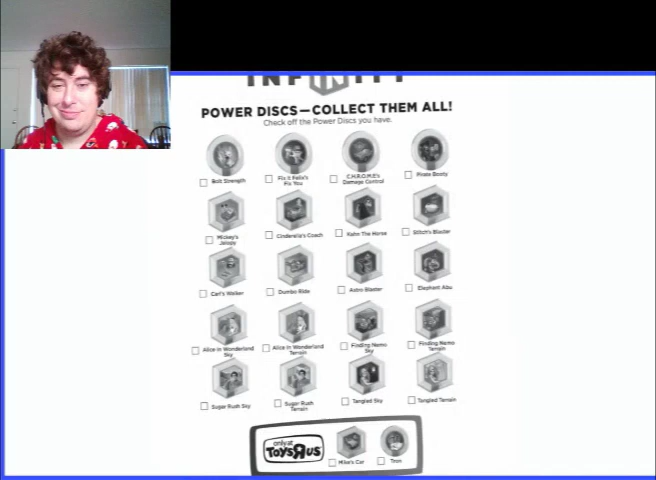 INFINITY
POWER DISCS—COLLECT THEM ALL!
Check off the Power Discs you have.
Bolt Strength
Fix It Felix's
Fix You
C.H.R.O.M.E's
Damage Control
Pirate Booty
Mickey's
Jalopy
Cinderella's Coach
Kahn The Horse
Stitch's Blaster
Carl's Walker
Dumbo Ride
Astro Blaster
Elephant Abu
Alice in Wonderland
Sky
Alice in Wonderland
Terrain
Finding Nemo
Sky
Finding Nemo
Terrain
Sugar Rush Sky
Sugar Rush
Terrain
Tangled Sky
Tangled Terrain
only at
TOYSRUS
Mike's Car
Tron